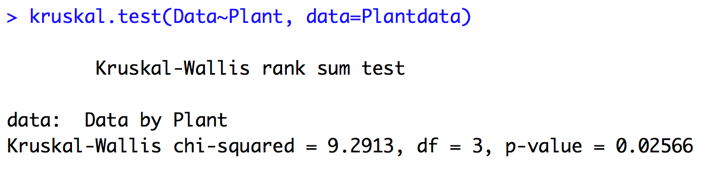 > kruskal.test(Data~Plant, data=Plantdata)
Kruskal-Wallis rank sum test
data:  Data by Plant
Kruskal-Wallis chi-squared = 9.2913, df = 3, p-value = 0.02566